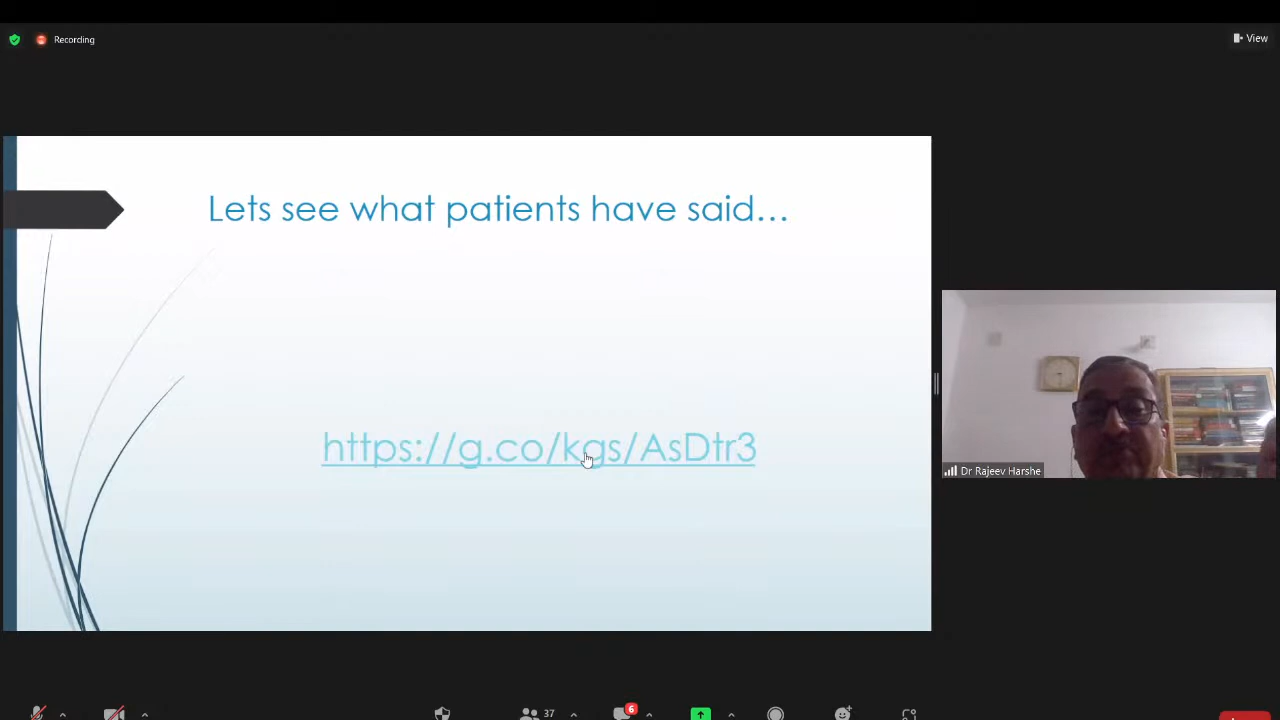 Recording
View
Lets see what patients have said...
https://g.co/kgs/AsDtr3
Dr Rajeev Harshe
37
6